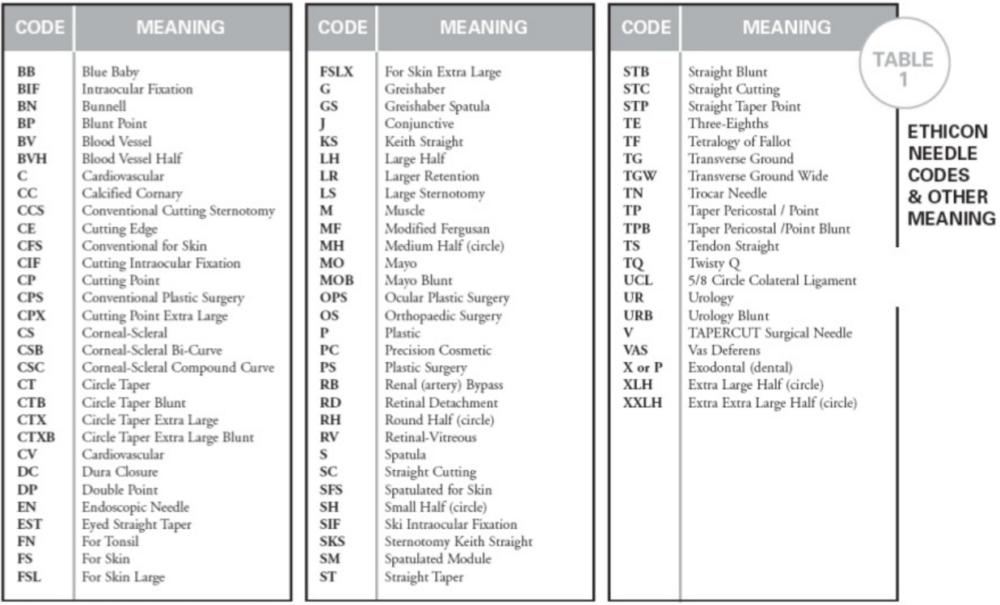 CODE MEANING
BB Blue Baby
BIF Intraocular Fixation
BN Bunnell
BP Blunt Point
BV Blood Vessel
BVH Blood Vessel Half
C Cardiovascular
CC Calcified Cornary
CCS Conventional Cutting Sternotomy
CE Cutting Edge
CFS Conventional for Skin
CIF Cutting Intraocular Fixation
CP Cutting Point
CPS Conventional Plastic Surgery
CPX Cutting Point Extra Large
CS Corneal-Scleral
CSB Corneal-Scleral Bi-Curve
CSC Corneal-Scleral Compound Curve
CT Circle Taper
CTB Circle Taper Blunt
CTX Circle Taper Extra Large
CTXB Circle Taper Extra Large Blunt
CV Cardiovascular
DC Dura Closure
DP Double Point
EN Endoscopic Needle
EST Eyed Straight Taper
FN For Tonsil
FS For Skin
FSL For Skin Large
CODE MEANING
FSLX For Skin Extra Large
G Greishaber
GS Greishaber Spatula
J Conjunctive
KS Keith Straight
LH Large Half
LR Larger Retention
LS Large Sternotomy
M Muscle
MF Modified Fergusan
MH Medium Half (circle)
MO Mayo
MOB Mayo Blunt
OPS Ocular Plastic Surgery
OS Orthopaedic Surgery
P Plastic
PC Precision Cosmetic
PS Plastic Surgery
RB Renal (artery) Bypass
RD Retinal Detachment
RH Round Half (circle)
RV Retinal-Vitreous
S Spatula
SC Straight Cutting
SFS Spatulated for Skin
SH Small Half (circle)
SIF Ski Intraocular Fixation
SKS Sternotomy Keith Straight
SM Spatulated Module
ST Straight Taper
CODE MEANING
STB Straight Blunt
STC Straight Cutting
STP Straight Taper Point
TE Three-Eighths
TF Tetralogy of Fallot
TG Transverse Ground
TGW Transverse Ground Wide
TN Trocar Needle
TP Taper Pericostal / Point
TPB Taper Pericostal /Point Blunt
TS Tendon Straight
TQ Twisty Q
UCL 5/8 Circle Colateral Ligament
UR Urology
URB Urology Blunt
V TAPERCUT Surgical Needle
VAS Vas Deferens
X or P Exodontal (dental)
XLH Extra Large Half (circle)
XXLH Extra Extra Large Half (circle)
TABLE
1
ETHICON
NEEDLE
CODES
& OTHER
MEANING